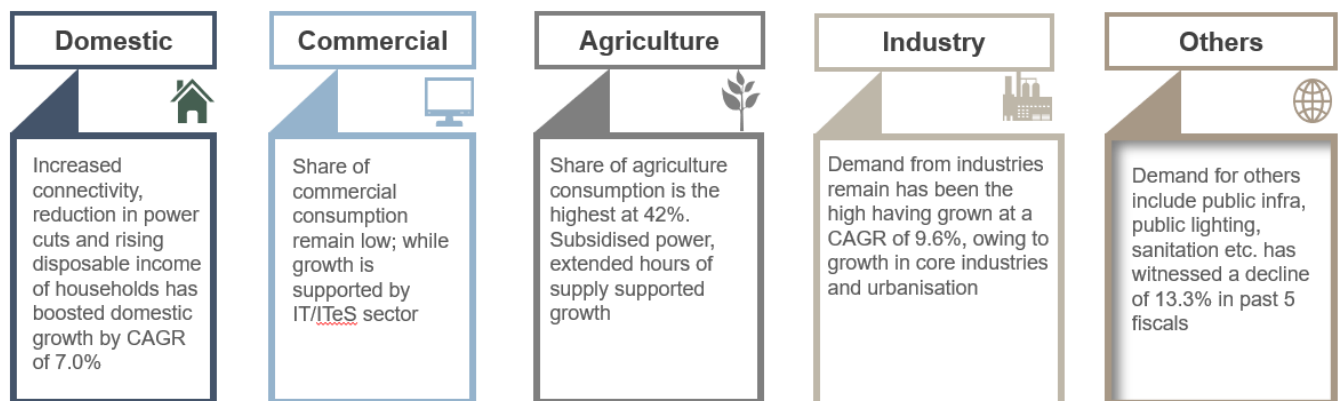 Domestic
Increased
connectivity,
reduction in power
cuts and rising
disposable income
of households has
boosted domestic
growth by CAGR
of 7.0%
Commercial
Share of
commercial
consumption
remain low; while
growth is
supported by
IT/ITeS sector
Agriculture
Share of agriculture
consumption is the
highest at 42%.
Subsidised power,
extended hours of
supply supported
growth
Industry
Demand from industries
remain has been the
high having grown at a
CAGR of 9.6%, owing to
growth in core industries
and urbanisation
Others
Demand for others
include public infra,
public lighting,
sanitation etc. has
witnessed a decline
of 13.3% in past 5
fiscals